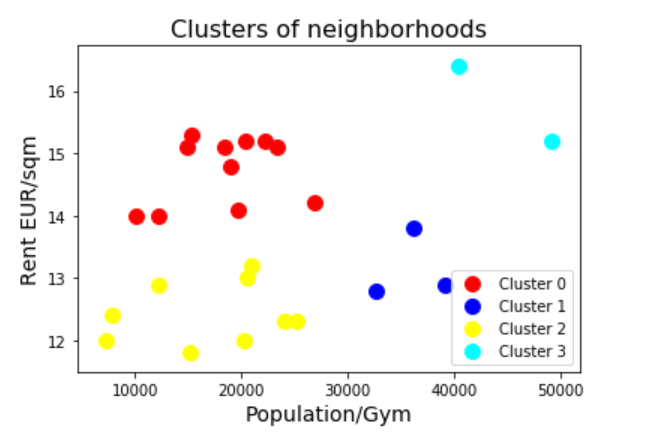 Clusters of neighborhoods
Rent EUR/sqm
16
15
14
13
12
Cluster 0
Cluster 1
Cluster 2
Cluster 3
10000 20000 30000 40000 50000
Population/Gym